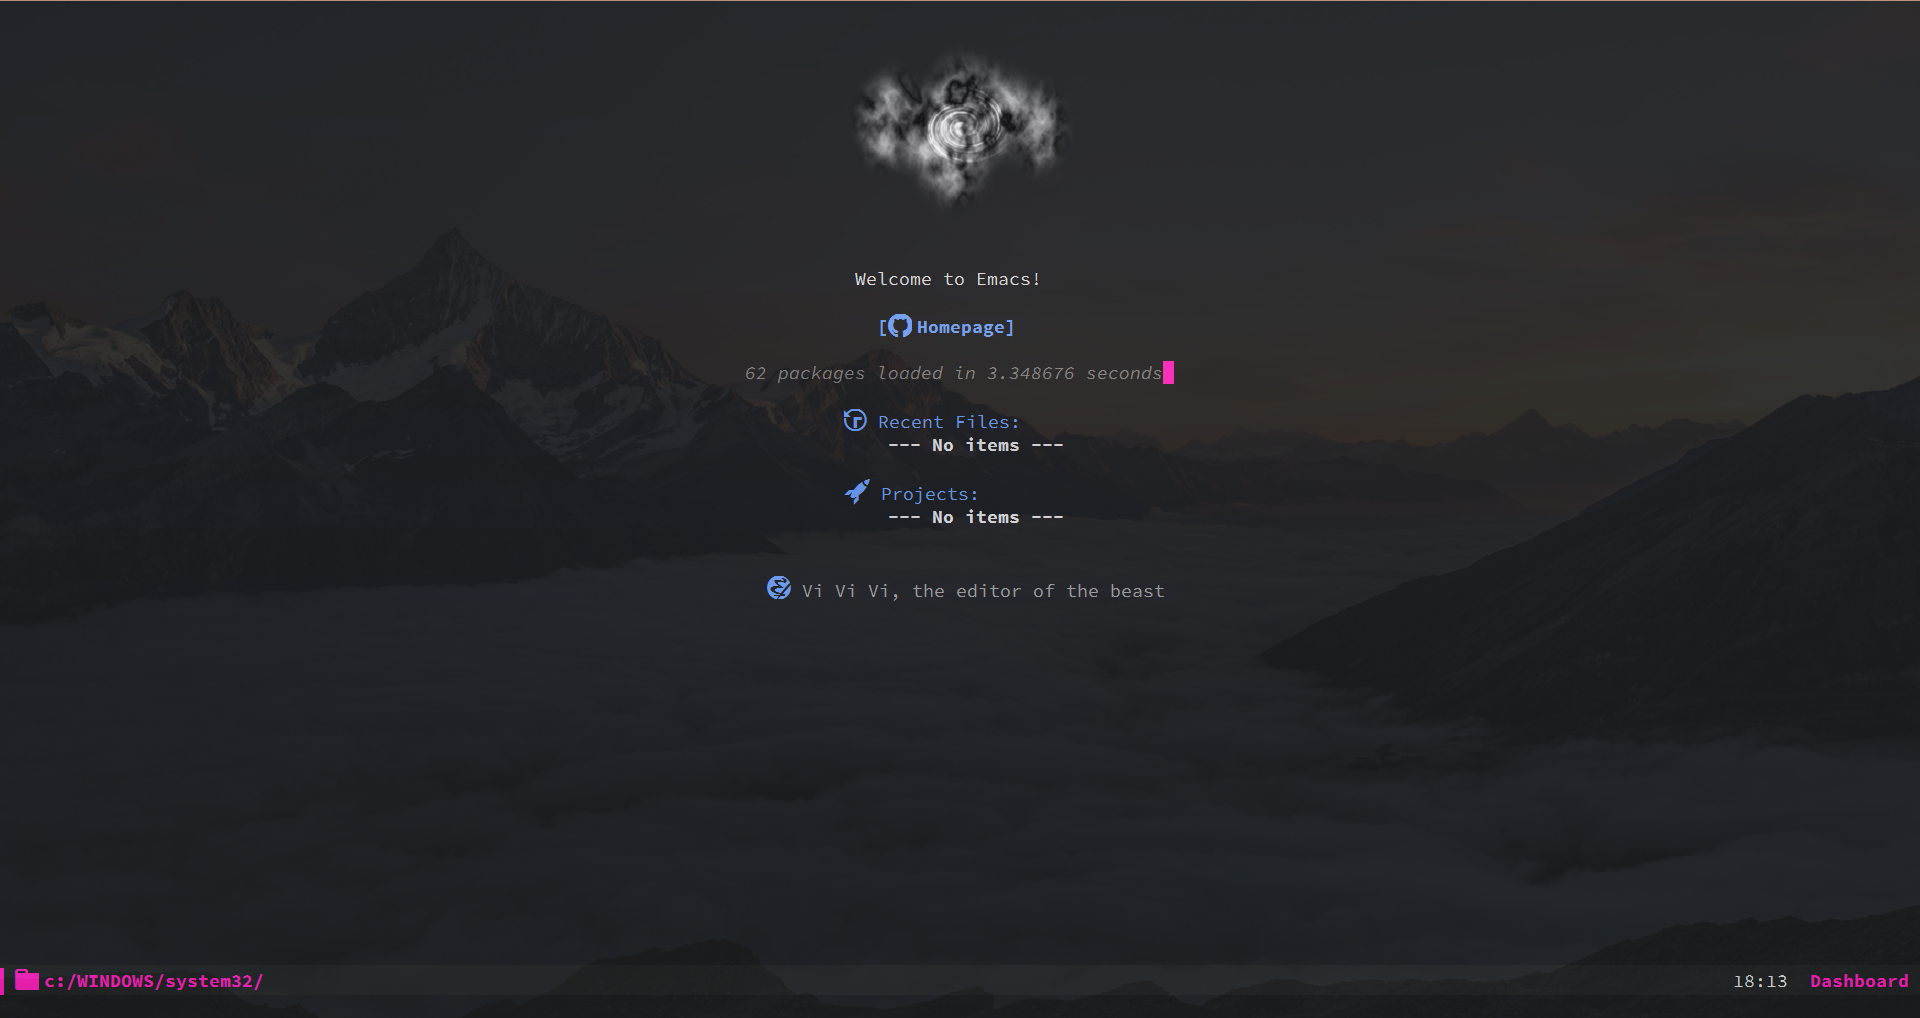 Welcome to Emacs!
[Homepage]
62 packages loaded in 3.348676 seconds
Recent Files:
--- No items ---
Projects:
--- No items ---
Vi Vi Vi, the editor of the beast
c:/WINDOWS/system32/
18:13 Dashboard